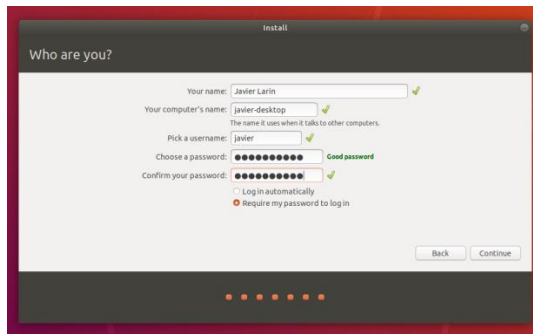 Install
Who are you?
Your name: Javier Larin
Your computer's name: javier-desktop
The name it uses when it talks to other computers.
Pick a username: javier
Choose a password: ●●●●●●●●●● Good password
Confirm your password: ●●●●●●●●●●
Log in automatically
Require my password to log in
Back Continue